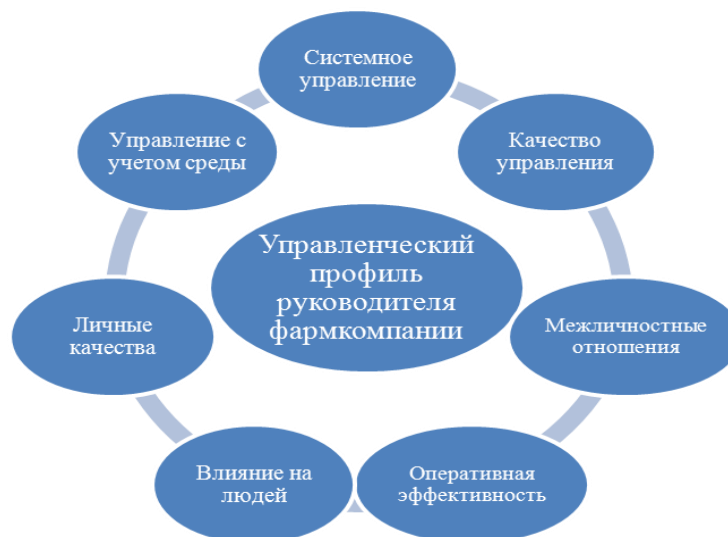 Системное
управление
Качество
управления
Межличностные
отношения
Оперативная
эффективность
Влияние на
людей
Личные
качества
Управление с
учетом среды
Управленческий
профиль
руководителя
фармкомпании